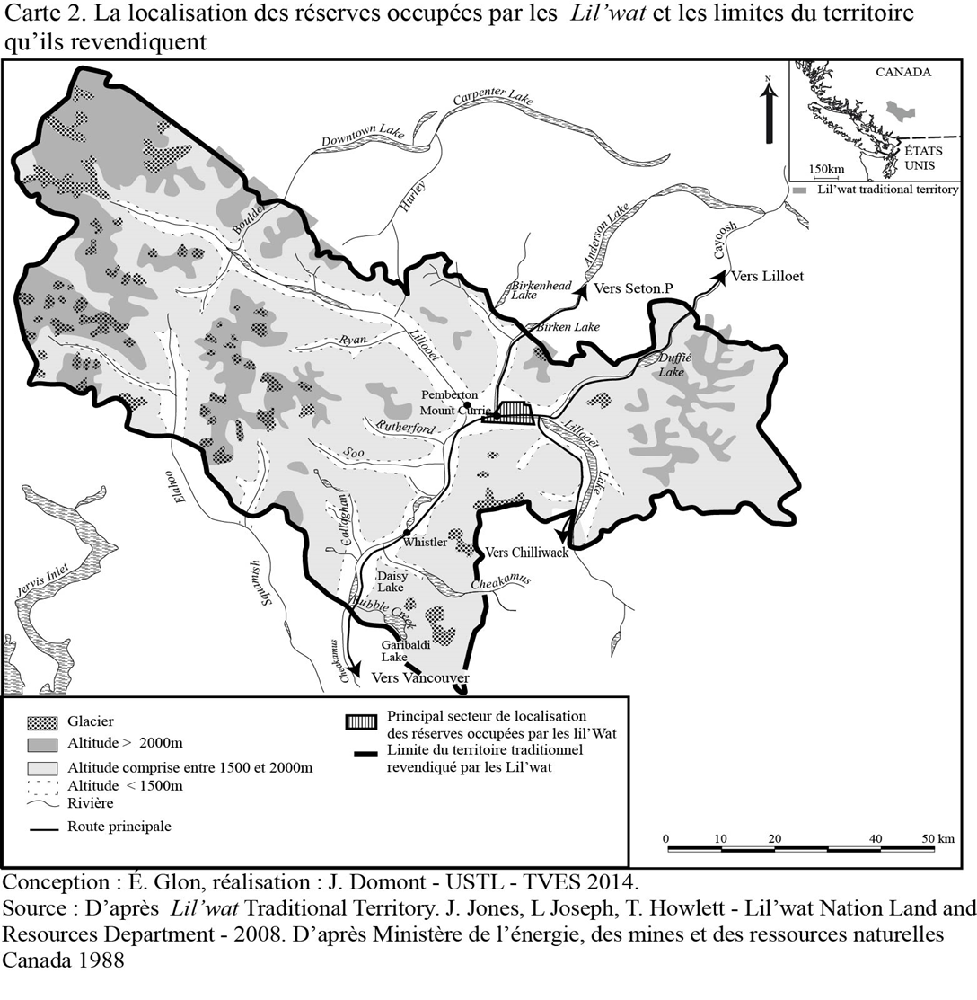 Carte 2. La localisation des réserves occupées par les Lil’wat et les limites du territoire
qu’ils revendiquent
CANADA
ÉTATS
UNIS
150km
Lil’wat traditional territory
N
Carpenter Lake
Downtown Lake
Hurley
Boulder
Anderson Lake
Cayoosh
Birkenhead
Lake
Vers Seton.P
Vers Lilloet
Birken Lake
Ryan
Lillooet
Duffié
Lake
Pemberton
Mount Currie
Rutherford
Lillooet
Lake
Soo
Elahoo
Callaghan
Whistler
Vers Chilliwack
Jervis Inlet
Squamish
Daisy
Lake
Cheakamus
Bubble Creek
Garibaldi
Lake
Cheakamus
Vers Vancouver
Glacier
Altitude > 2000m
Altitude comprise entre 1500 et 2000m
Altitude < 1500m
Rivière
Route principale
Principal secteur de localisation
des réserves occupées par les lil’Wat
Limite du territoire traditionnel
revendiqué par les Lil’wat
0 10 20 40 50 km
Conception : É. Glon, réalisation : J. Domont - USTL - TVES 2014.
Source : D’après Lil’wat Traditional Territory. J. Jones, L Joseph, T. Howlett - Lil’wat Nation Land and
Resources Department - 2008. D’après Ministère de l’énergie, des mines et des ressources naturelles
Canada 1988